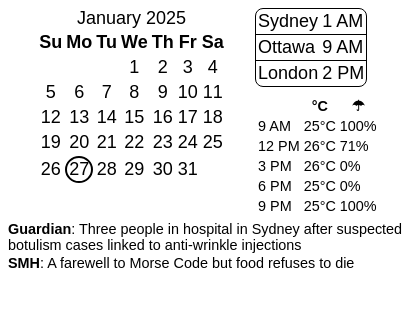 January 2025
Su Mo Tu We Th Fr Sa
1 2 3 4
5 6 7 8 9 10 11
12 13 14 15 16 17 18
19 20 21 22 23 24 25
26 27 28 29 30 31
Sydney 1 AM
Ottawa 9 AM
London 2 PM
°C ☂
9 AM 25°C 100%
12 PM 26°C 71%
3 PM 26°C 0%
6 PM 25°C 0%
9 PM 25°C 100%
Guardian: Three people in hospital in Sydney after suspected
botulism cases linked to anti-wrinkle injections
SMH: A farewell to Morse Code but food refuses to die